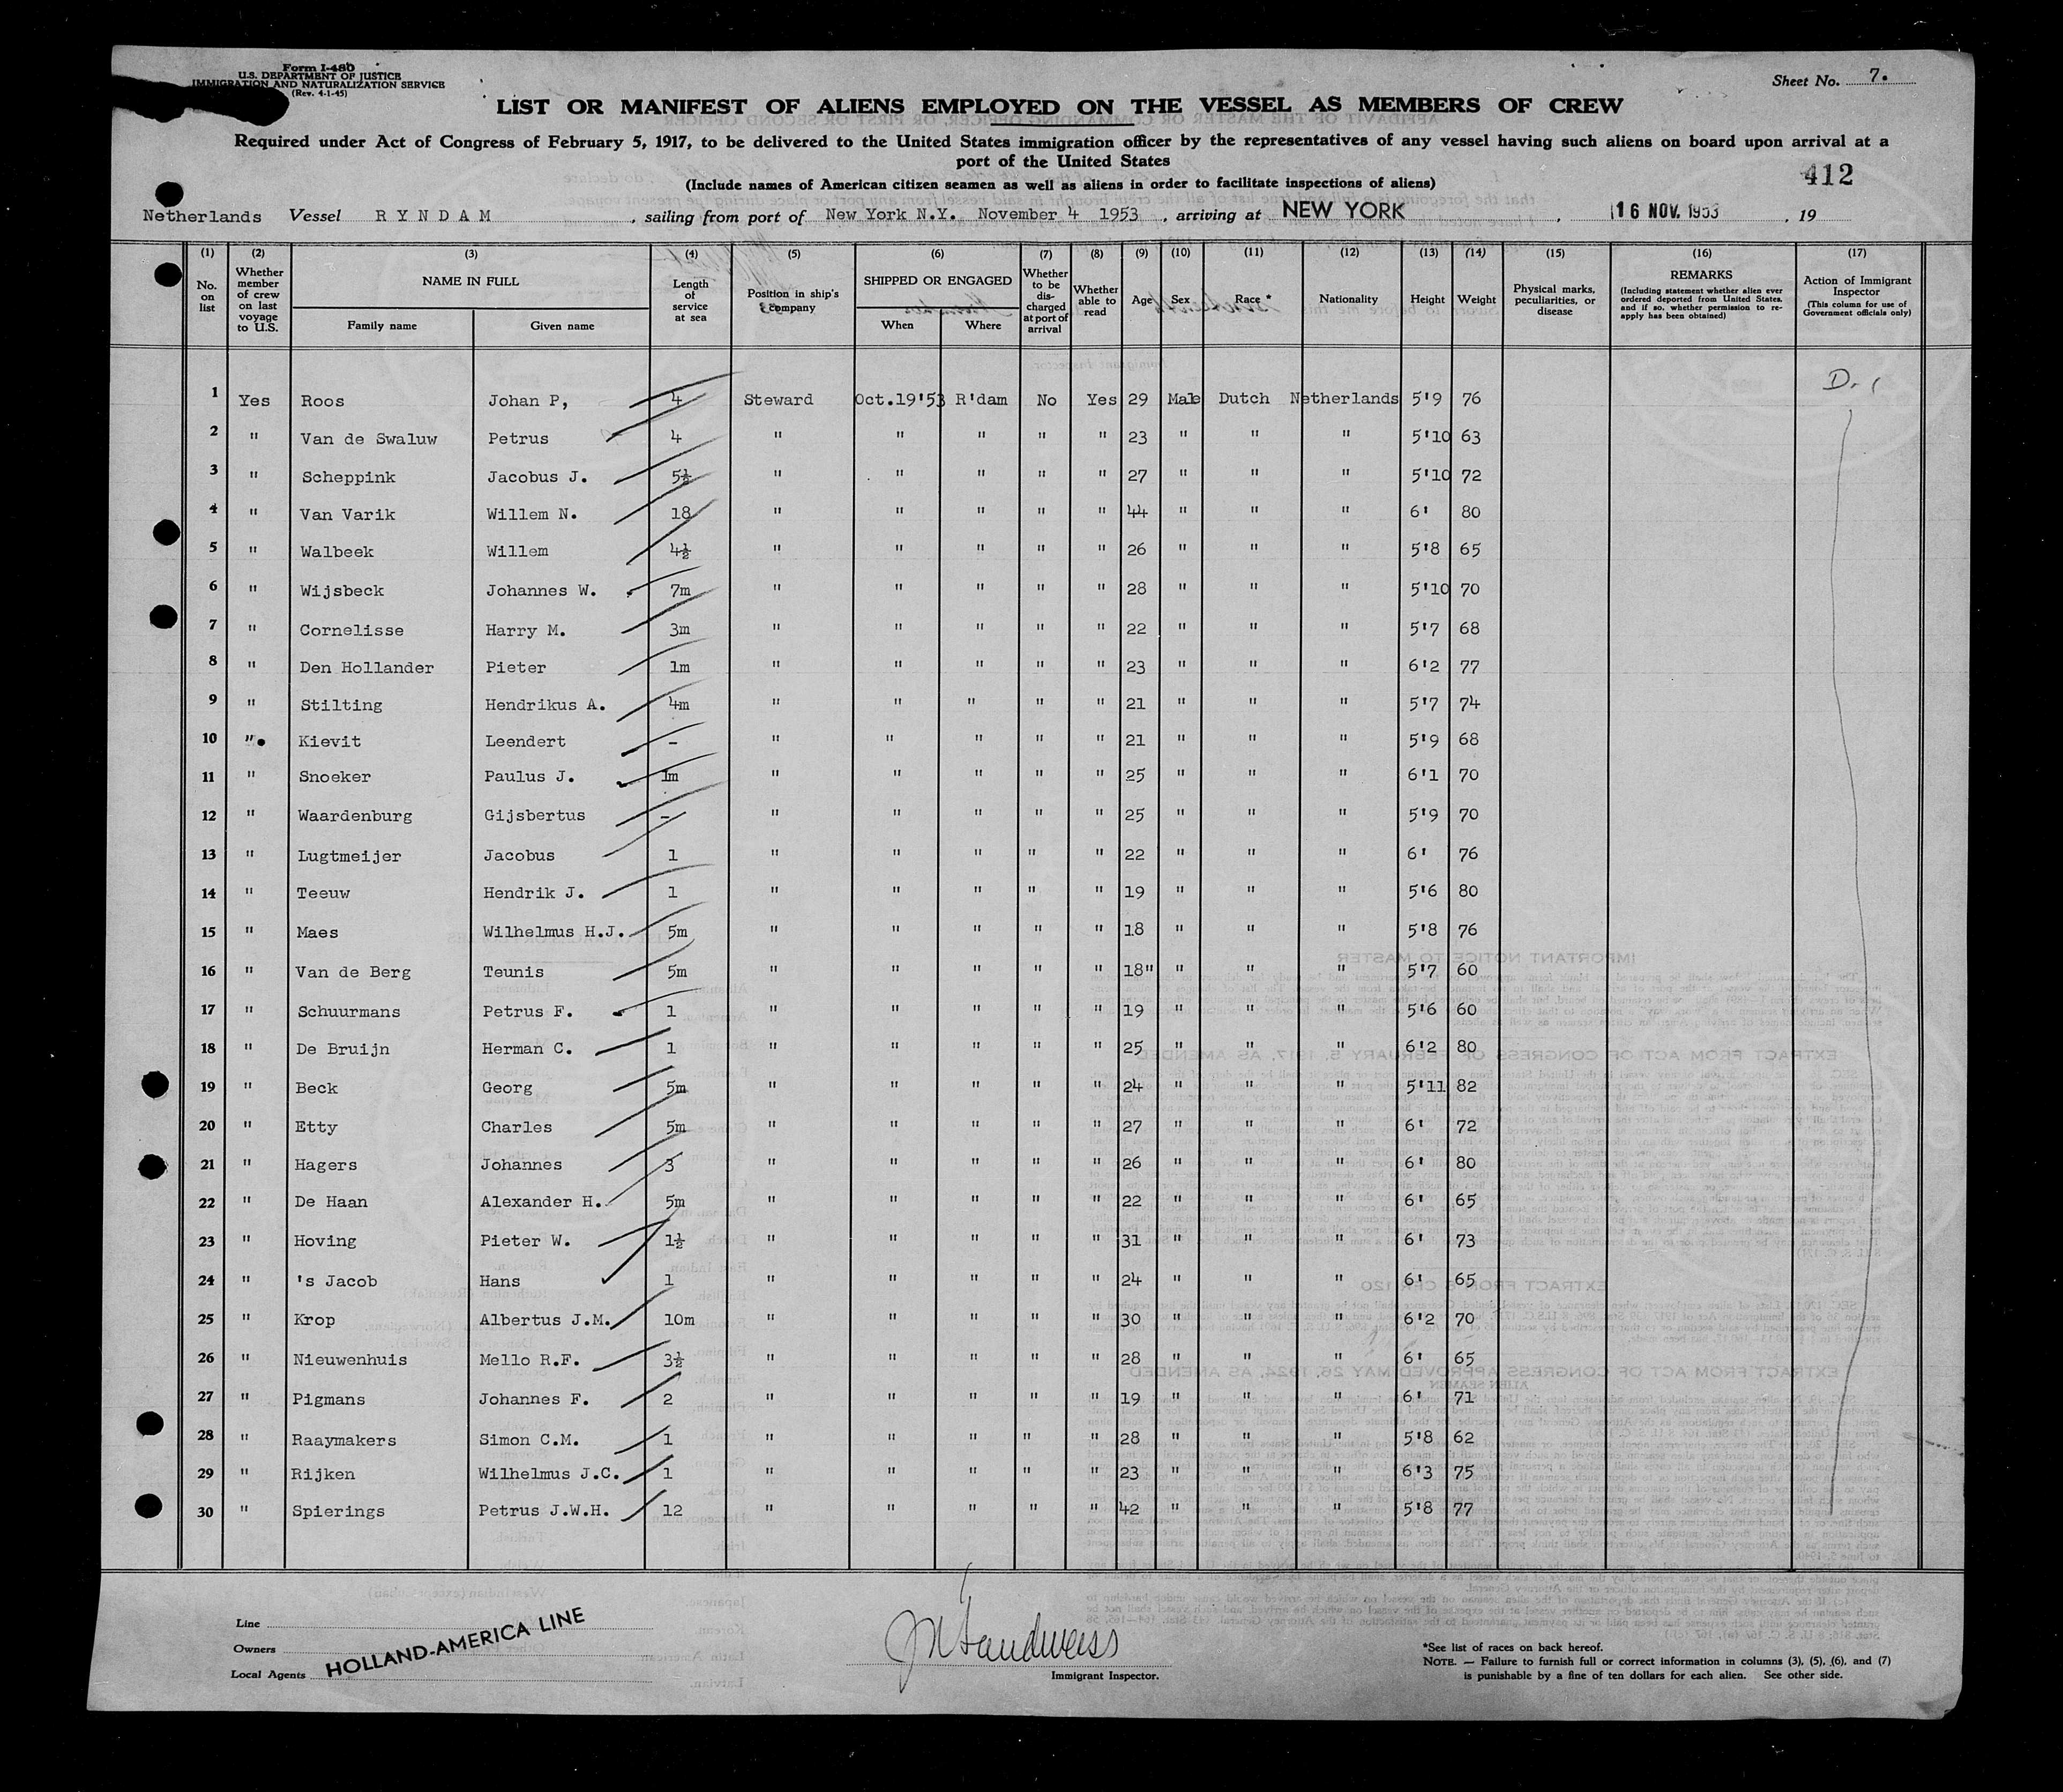 Form I-480
U.S. DEPARTMENT OF JUSTICE
IMMIGRATION AND NATURALIZATION SERVICE
(Rev. 4-1-45)
Sheet No. 7.
LIST OR MANIFEST OF ALIENS EMPLOYED ON THE VESSEL AS MEMBERS OF CREW
Required under Act of Congress of February 5, 1917, to be delivered to the United States immigration officer by the representatives of any vessel having such aliens on board upon arrival at a
port of the United States
412
(Include names of American citizen seamen as well as aliens in order to facilitate inspections of aliens)
Netherlands Vessel RYNDAM, sailing from port of New York N.Y. November 4 1953, arriving at NEW YORK, 16 NOV. 1953, 19
(1) (2) (3) (4) (5) (6) (7) (8) (9) (10) (11) (12) (13) (14) (15) (16) (17)
No. on list
Whether member of crew on last voyage to U.S.
NAME IN FULL
Family name
Given name
Length of service at sea
Position in ship's company
SHIPPED OR ENGAGED
When
Where
Whether to be discharged at port of arrival
Whether able to read
Age
Sex
Race *
Nationality
Height
Weight
Physical marks, peculiarities, or disease
REMARKS
(Including statement whether alien ever ordered deported from United States, and if so, whether permission to re-apply has been obtained)
Action of Immigrant Inspector
(This column for use of Government officials only)
D.
1 Yes Roos Johan P, 4 Steward Oct.19'53 R'dam No Yes 29 Male Dutch Netherlands 5'9 76
2 " Van de Swaluw Petrus 4 " " " " " 23 " " " 5'10 63
3 " Scheppink Jacobus J. 5½ " " " " " 27 " " " 5'10 72
4 " Van Varik Willem N. 18 " " " " " 44 " " " 6' 80
5 " Walbeek Willem 4½ " " " " " 26 " " " 5'8 65
6 " Wijsbeck Johannes W. 7m " " " " " 28 " " " 5'10 70
7 " Cornelisse Harry M. 3m " " " " " 22 " " " 5'7 68
8 " Den Hollander Pieter 1m " " " " " 23 " " " 6'2 77
9 " Stilting Hendrikus A. 4m " " " " " 21 " " " 5'7 74
10 " Kievit Leendert - " " " " " 21 " " " 5'9 68
11 " Snoeker Paulus J. 1m " " " " " 25 " " " 6'1 70
12 " Waardenburg Gijsbertus - " " " " " 25 " " " 5'9 70
13 " Lugtmeijer Jacobus 1 " " " " " 22 " " " 6' 76
14 " Teeuw Hendrik J. 1 " " " " " 19 " " " 5'6 80
15 " Maes Wilhelmus H.J. 5m " " " " " 18 " " " 5'8 76
16 " Van de Berg Teunis 5m " " " " " 18" " " " 5'7 60
17 " Schuurmans Petrus F. 1 " " " " " 19 " " " 5'6 60
18 " De Bruijn Herman C. 1 " " " " " 25 " " " 6'2 80
19 " Beck Georg 5m " " " " " 24 " " " 5'11 82
20 " Etty Charles 5m " " " " " 27 " " " 6' 72
21 " Hagers Johannes 3 " " " " " 26 " " " 6' 80
22 " De Haan Alexander H. 5m " " " " " 22 " " " 6' 65
23 " Hoving Pieter W. 1½ " " " " " 31 " " " 6' 73
24 " 's Jacob Hans 1 " " " " " 24 " " " 6' 65
25 " Krop Albertus J.M. 10m " " " " " 30 " " " 6'2 70
26 " Nieuwenhuis Mello R.F. 3½ " " " " " 28 " " " 6' 65
27 " Pigmans Johannes F. 2 " " " " " 19 " " " 6' 71
28 " Raaymakers Simon C.M. 1 " " " " " 28 " " " 5'8 62
29 " Rijken Wilhelmus J.C. 1 " " " " " 23 " " " 6'3 75
30 " Spierings Petrus J.W.H. 12 " " " " " 42 " " " 5'8 77
Line
Owners
Local Agents
HOLLAND-AMERICA LINE
Immigrant Inspector.
*See list of races on back hereof.
NOTE. — Failure to furnish full or correct information in columns (3), (5), (6), and (7)
is punishable by a fine of ten dollars for each alien. See other side.